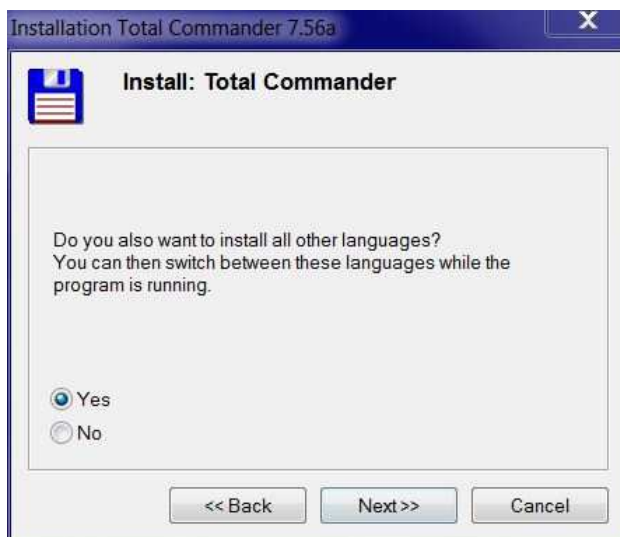 Installation Total Commander 7.56a
X
Install: Total Commander
Do you also want to install all other languages?
You can then switch between these languages while the
program is running.
Yes
No
<< Back Next >> Cancel